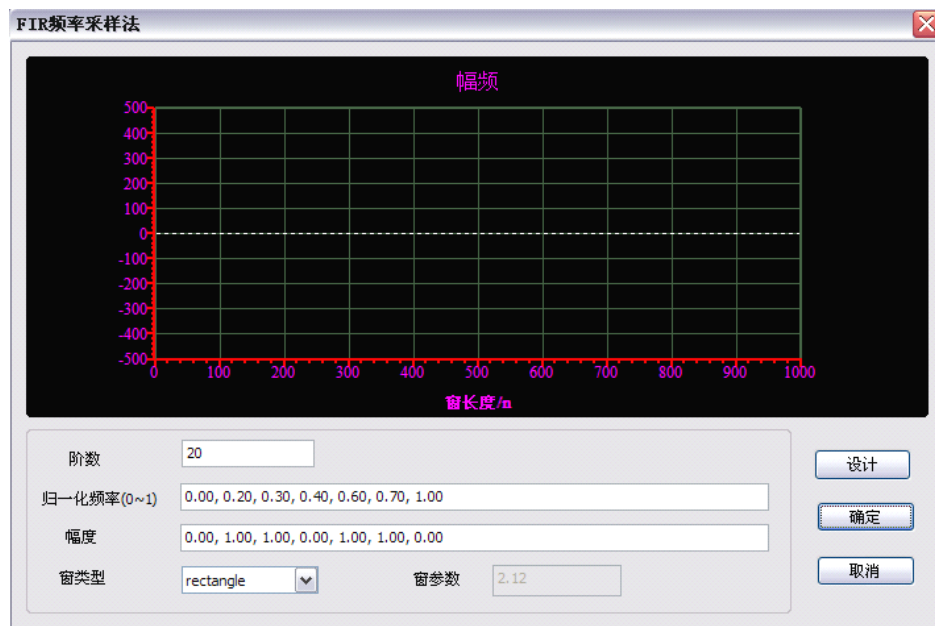 FIR频率采样法
幅频
500
400
300
200
100
0
-100
-200
-300
-400
-500
0 100 200 300 400 500 600 700 800 900 1000
窗长度/n
阶数 20 设计
归一化频率(0~1) 0.00, 0.20, 0.30, 0.40, 0.60, 0.70, 1.00
确定
幅度 0.00, 1.00, 1.00, 0.00, 1.00, 1.00, 0.00
窗类型 rectangle 窗参数 2.12 取消